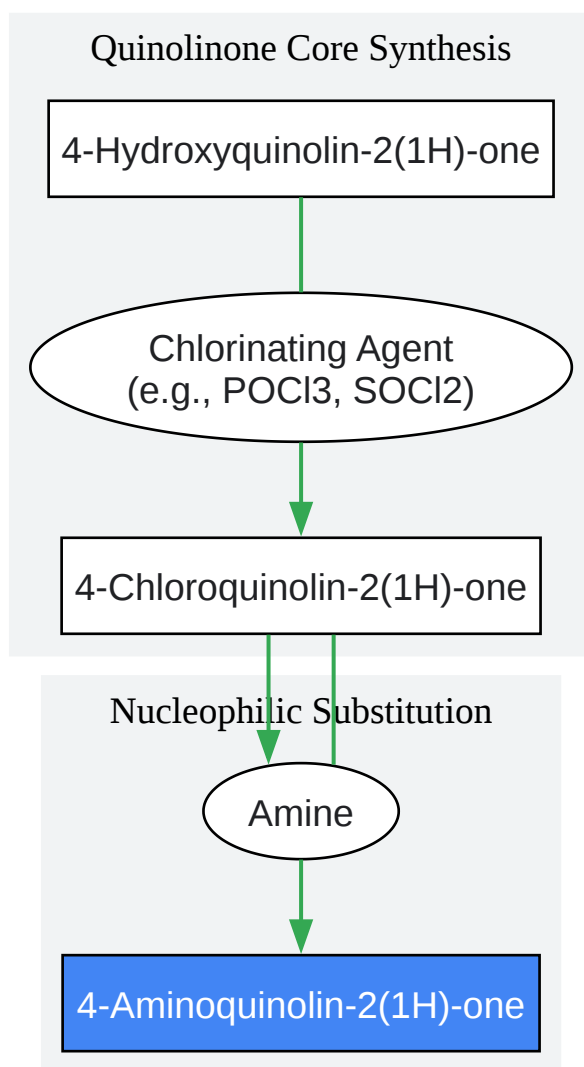 Quinolinone Core Synthesis
4-Hydroxyquinolin-2(1H)-one
Chlorinating Agent
(e.g., POCl3, SOCl2)
4-Chloroquinolin-2(1H)-one
Nucleophilic Substitution
Amine
4-Aminoquinolin-2(1H)-one